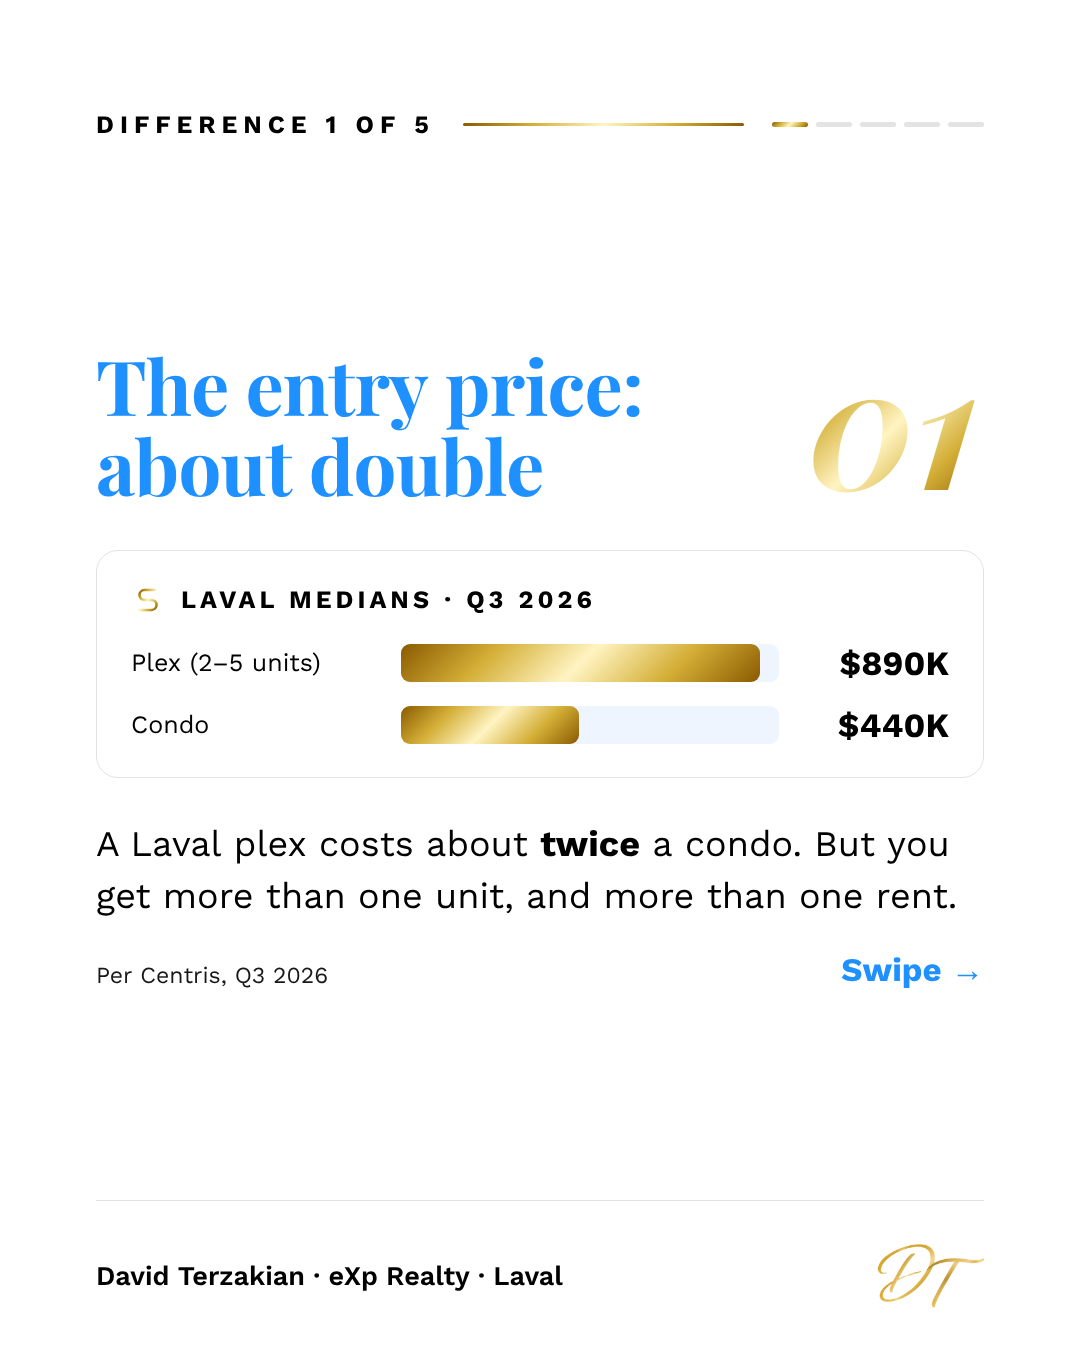 DIFFERENCE 1 OF 5
The entry price:
about double
01
LAVAL MEDIANS · Q3 2026
Plex (2–5 units) $890K
Condo $440K
A Laval plex costs about twice a condo. But you
get more than one unit, and more than one rent.
Per Centris, Q3 2026
Swipe →
David Terzakian · eXp Realty · Laval
DT